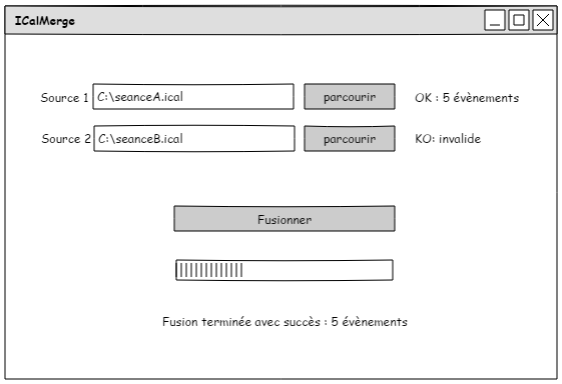 ICalMerge
Source 1 C:\seanceA.ical parcourir OK : 5 évènements
Source 2 C:\seanceB.ical parcourir KO: invalide
Fusionner
Fusion terminée avec succès : 5 évènements